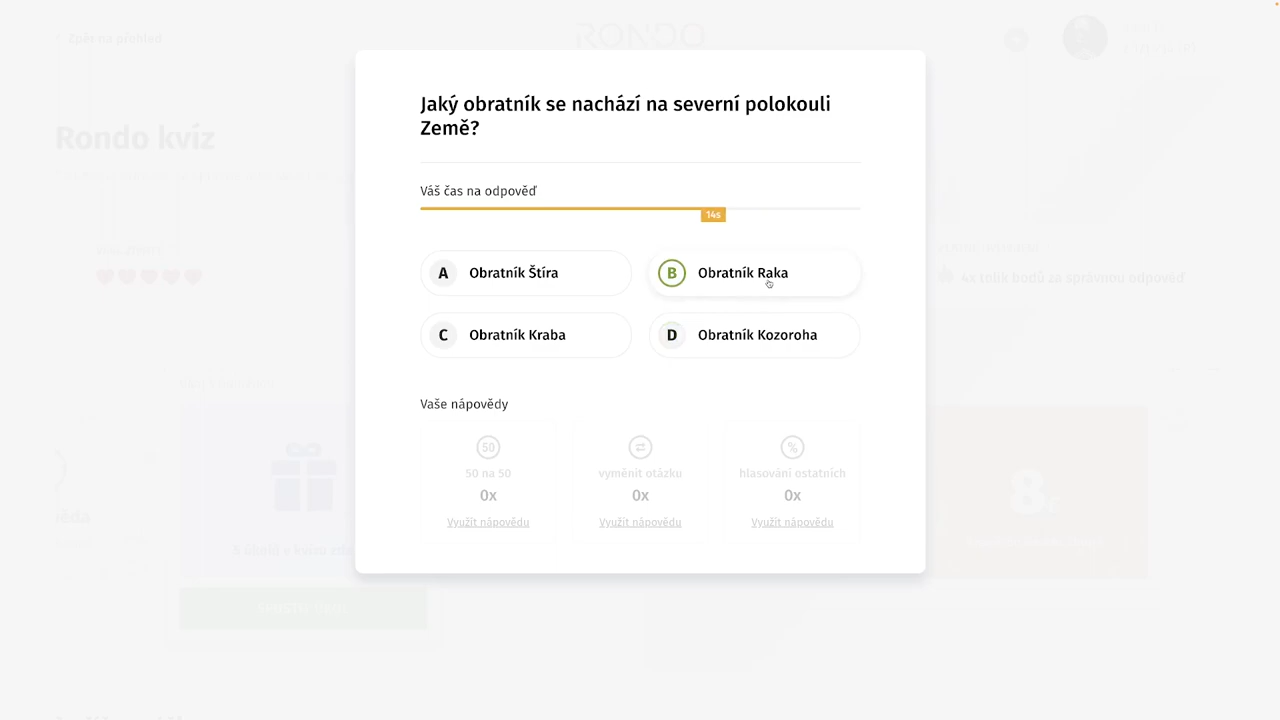 Zpět na přehled
RONDO
Rondo kvíz
Jaký obratník se nachází na severní polokouli
Země?
Váš čas na odpověď
14s
A Obratník Štíra
B Obratník Raka
C Obratník Kraba
D Obratník Kozoroha
4x tolik bodů za správnou odpověď
Vaše nápovědy
50
50 na 50
0x
Využít nápovědu
vyměnit otázku
0x
Využít nápovědu
%
hlasování ostatních
0x
Využít nápovědu
8